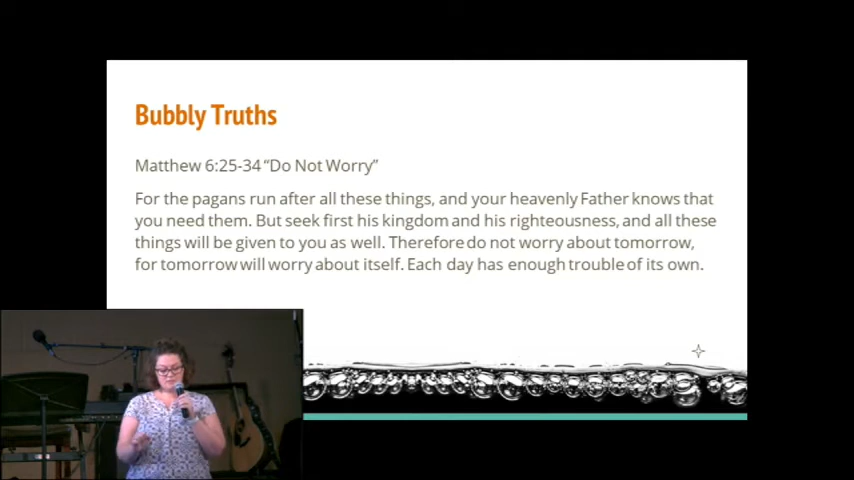 Bubbly Truths
Matthew 6:25-34 “Do Not Worry”
For the pagans run after all these things, and your heavenly Father knows that
you need them. But seek first his kingdom and his righteousness, and all these
things will be given to you as well. Therefore do not worry about tomorrow,
for tomorrow will worry about itself. Each day has enough trouble of its own.